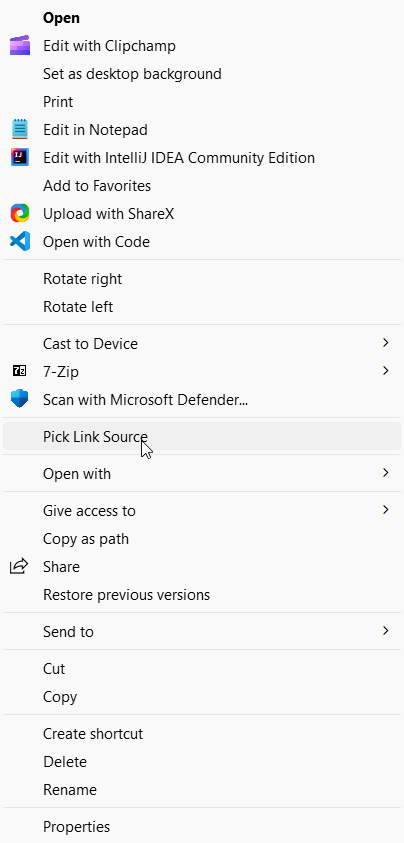 Open
Edit with Clipchamp
Set as desktop background
Print
Edit in Notepad
Edit with IntelliJ IDEA Community Edition
Add to Favorites
Upload with ShareX
Open with Code
Rotate right
Rotate left
Cast to Device
7-Zip
Scan with Microsoft Defender...
Pick Link Source
Open with
Give access to
Copy as path
Share
Restore previous versions
Send to
Cut
Copy
Create shortcut
Delete
Rename
Properties